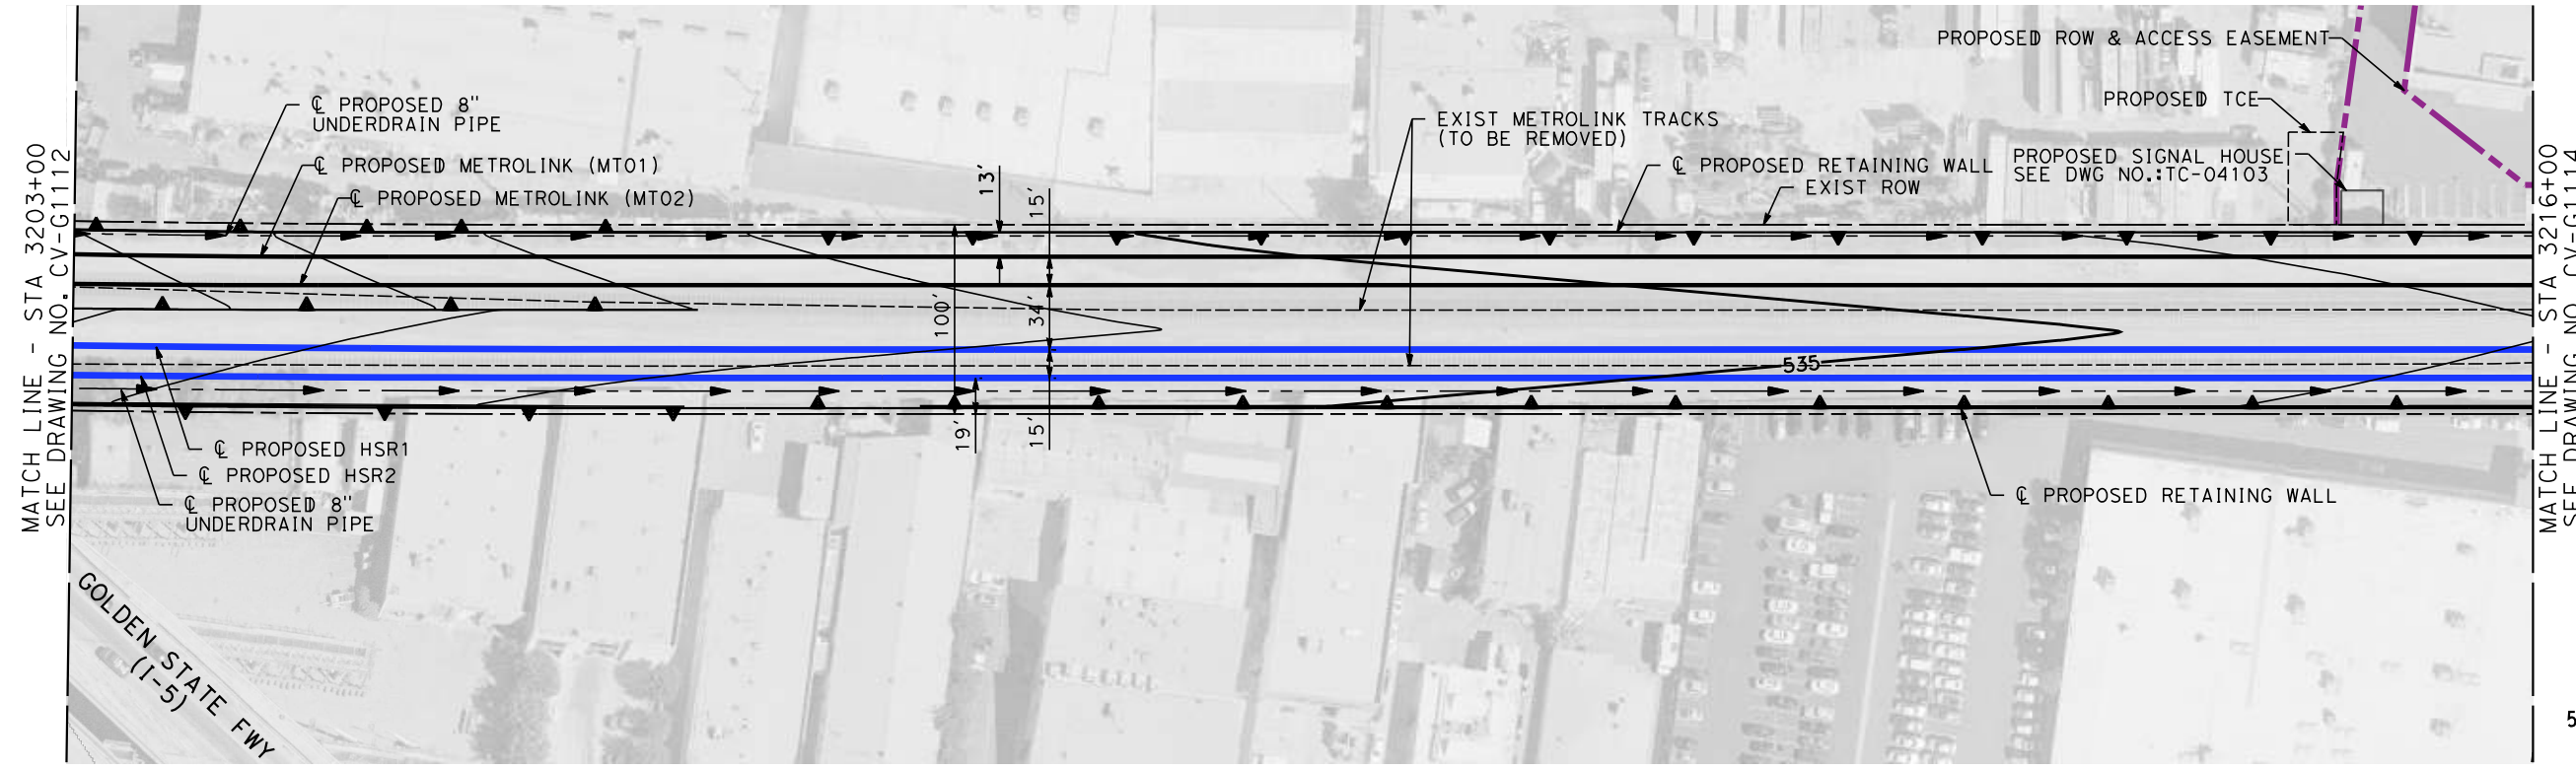 PROPOSED ROW & ACCESS EASEMENT
℄ PROPOSED 8"
UNDERDRAIN PIPE
PROPOSED TCE
EXIST METROLINK TRACKS
(TO BE REMOVED)
℄ PROPOSED METROLINK (MT01)
℄ PROPOSED RETAINING WALL
PROPOSED SIGNAL HOUSE
SEE DWG NO.:TC-04103
℄ PROPOSED METROLINK (MT02)
EXIST ROW
13'
15'
100'
34'
19'
15'
535
℄ PROPOSED HSR1
℄ PROPOSED HSR2
℄ PROPOSED 8"
UNDERDRAIN PIPE
℄ PROPOSED RETAINING WALL
GOLDEN STATE FWY
(I-5)
MATCH LINE - STA 3203+00
SEE DRAWING NO. CV-G1112
MATCH LINE - STA 3216+00
SEE DRAWING NO. CV-G1114
5